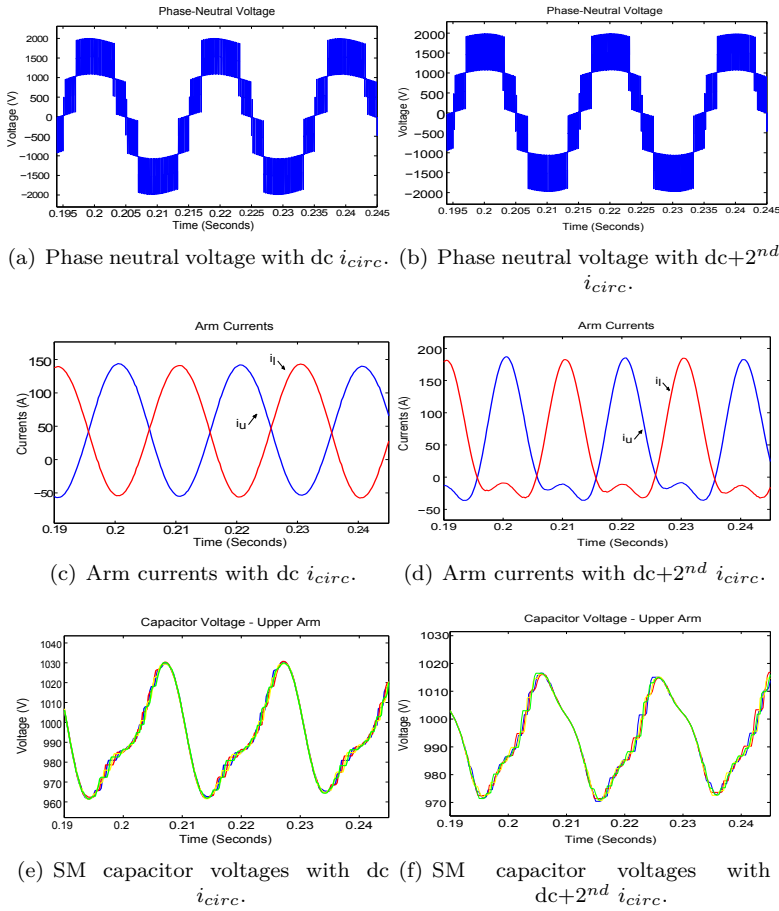 Phase-Neutral Voltage
Voltage (V)
2000
1500
1000
500
0
−500
−1000
−1500
−2000
0.195 0.2 0.205 0.21 0.215 0.22 0.225 0.23 0.235 0.24 0.245
Time (Seconds)
(a) Phase neutral voltage with dc i_circ.
Phase-Neutral Voltage
Voltage (V)
2000
1500
1000
500
0
−500
−1000
−1500
−2000
0.195 0.2 0.205 0.21 0.215 0.22 0.225 0.23 0.235 0.24 0.245
Time (Seconds)
(b) Phase neutral voltage with dc+2^nd
i_circ.
Arm Currents
Currents (A)
150
100
50
0
−50
i_l
i_u
0.19 0.2 0.21 0.22 0.23 0.24
Time (Seconds)
(c) Arm currents with dc i_circ.
Arm Currents
Currents (A)
200
150
100
50
0
−50
i_l
i_u
0.19 0.2 0.21 0.22 0.23 0.24
Time (Seconds)
(d) Arm currents with dc+2^nd i_circ.
Capacitor Voltage - Upper Arm
Voltage (V)
1040
1030
1020
1010
1000
990
980
970
960
0.19 0.2 0.21 0.22 0.23 0.24
Time (Seconds)
(e) SM capacitor voltages with dc
i_circ.
Capacitor Voltage - Upper Arm
Voltage (V)
1030
1020
1010
1000
990
980
970
0.19 0.2 0.21 0.22 0.23 0.24
Time (Seconds)
(f) SM capacitor voltages with
dc+2^nd i_circ.